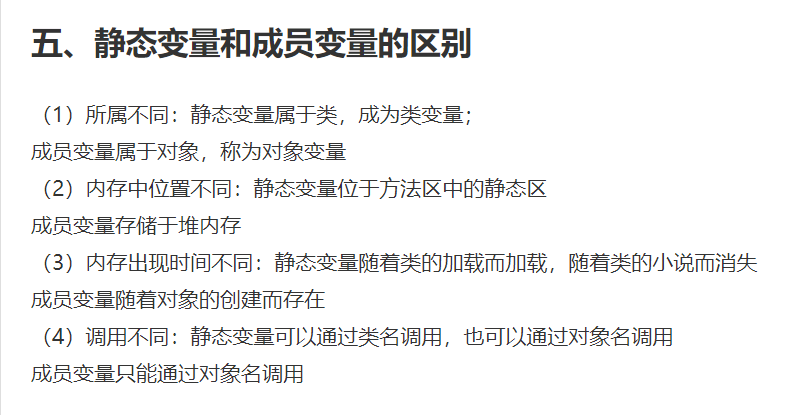 五、静态变量和成员变量的区别
（1）所属不同：静态变量属于类，成为类变量；
成员变量属于对象，称为对象变量
（2）内存中位置不同：静态变量位于方法区中的静态区
成员变量存储于堆内存
（3）内存出现时间不同：静态变量随着类的加载而加载，随着类的小说而消失
成员变量随着对象的创建而存在
（4）调用不同：静态变量可以通过类名调用，也可以通过对象名调用
成员变量只能通过对象名调用